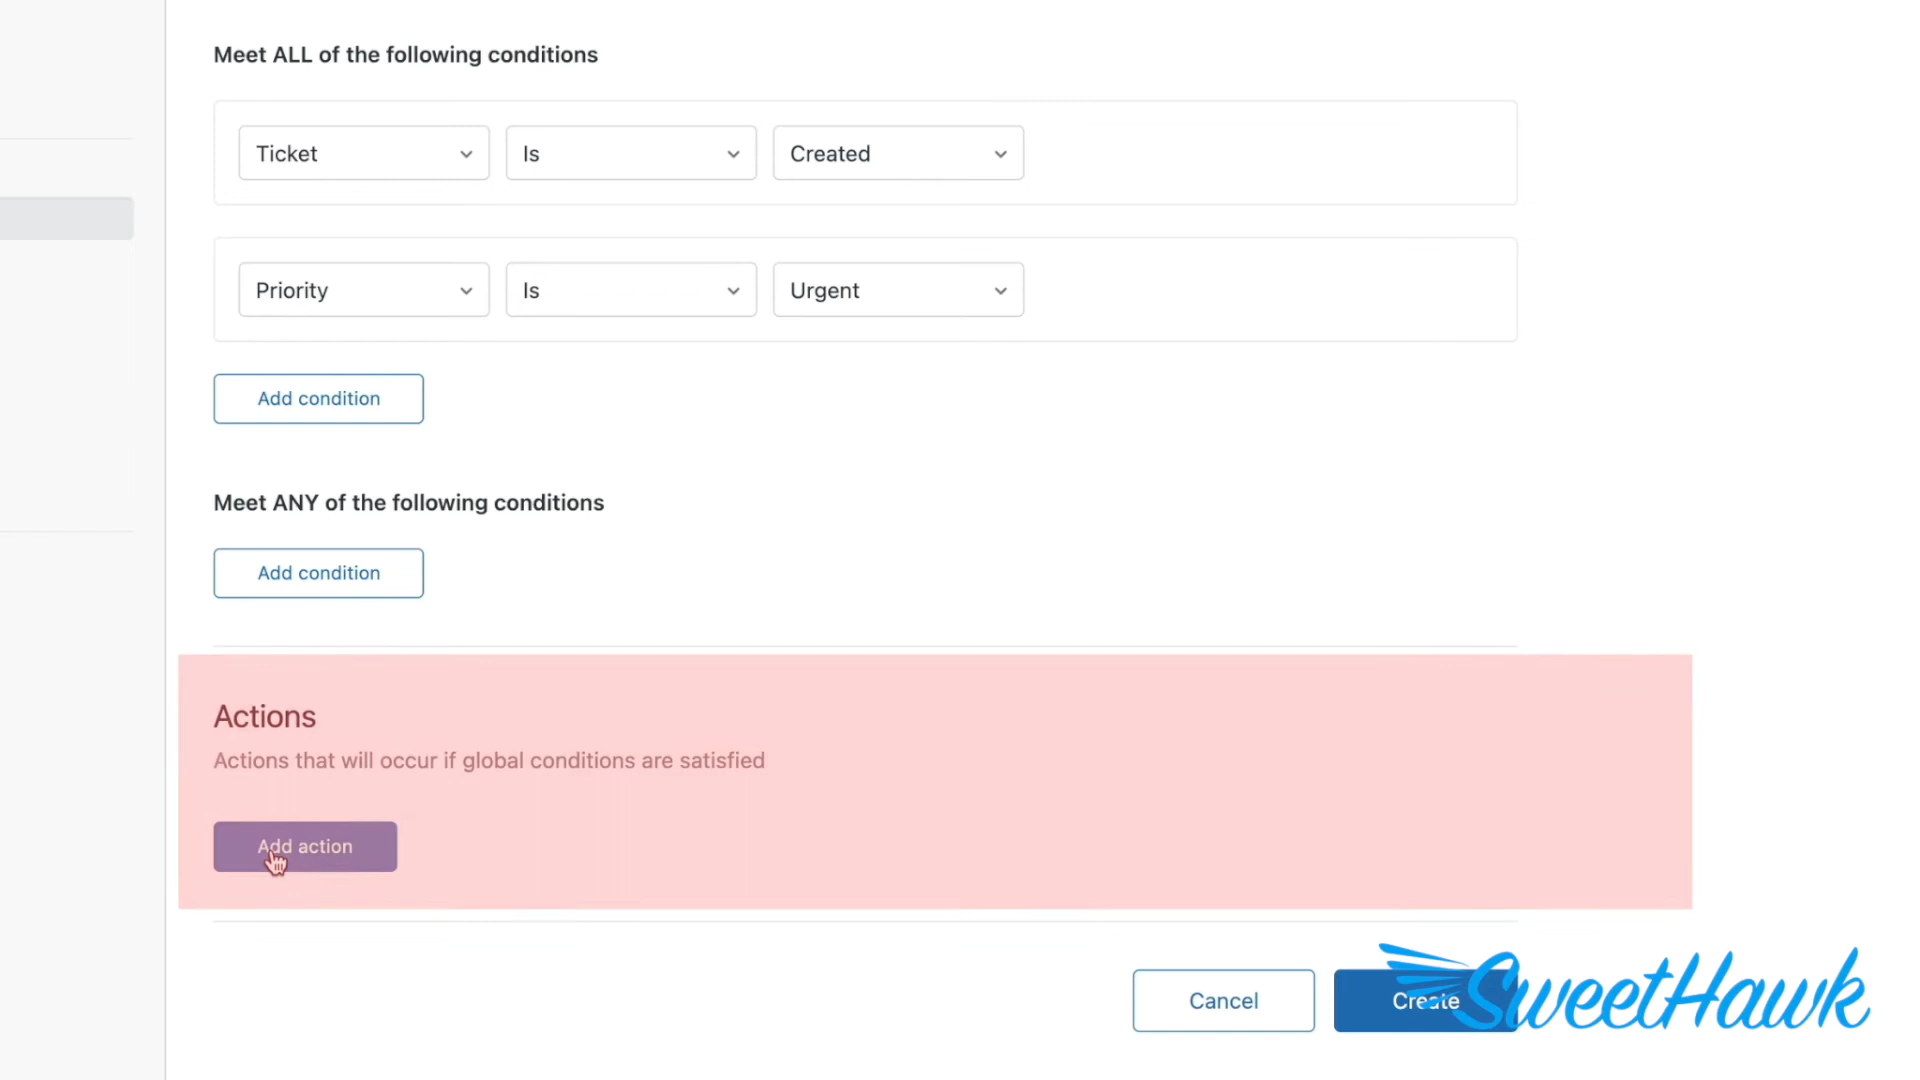 Meet ALL of the following conditions
Ticket
Is
Created
Priority
Is
Urgent
Add condition
Meet ANY of the following conditions
Add condition
Actions
Actions that will occur if global conditions are satisfied
Add action
Cancel
Create
SweetHawk